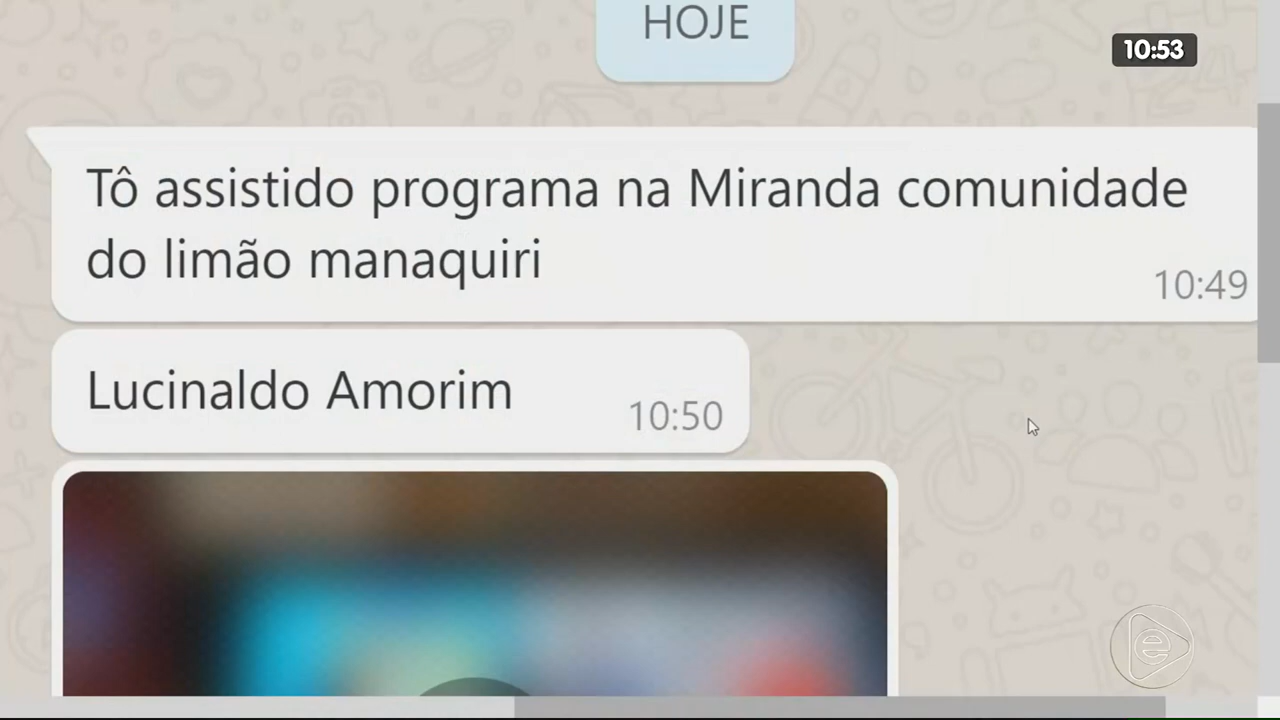 HOJE
10:53
Tô assistido programa na Miranda comunidade
do limão manaquiri
10:49
Lucinaldo Amorim
10:50
e